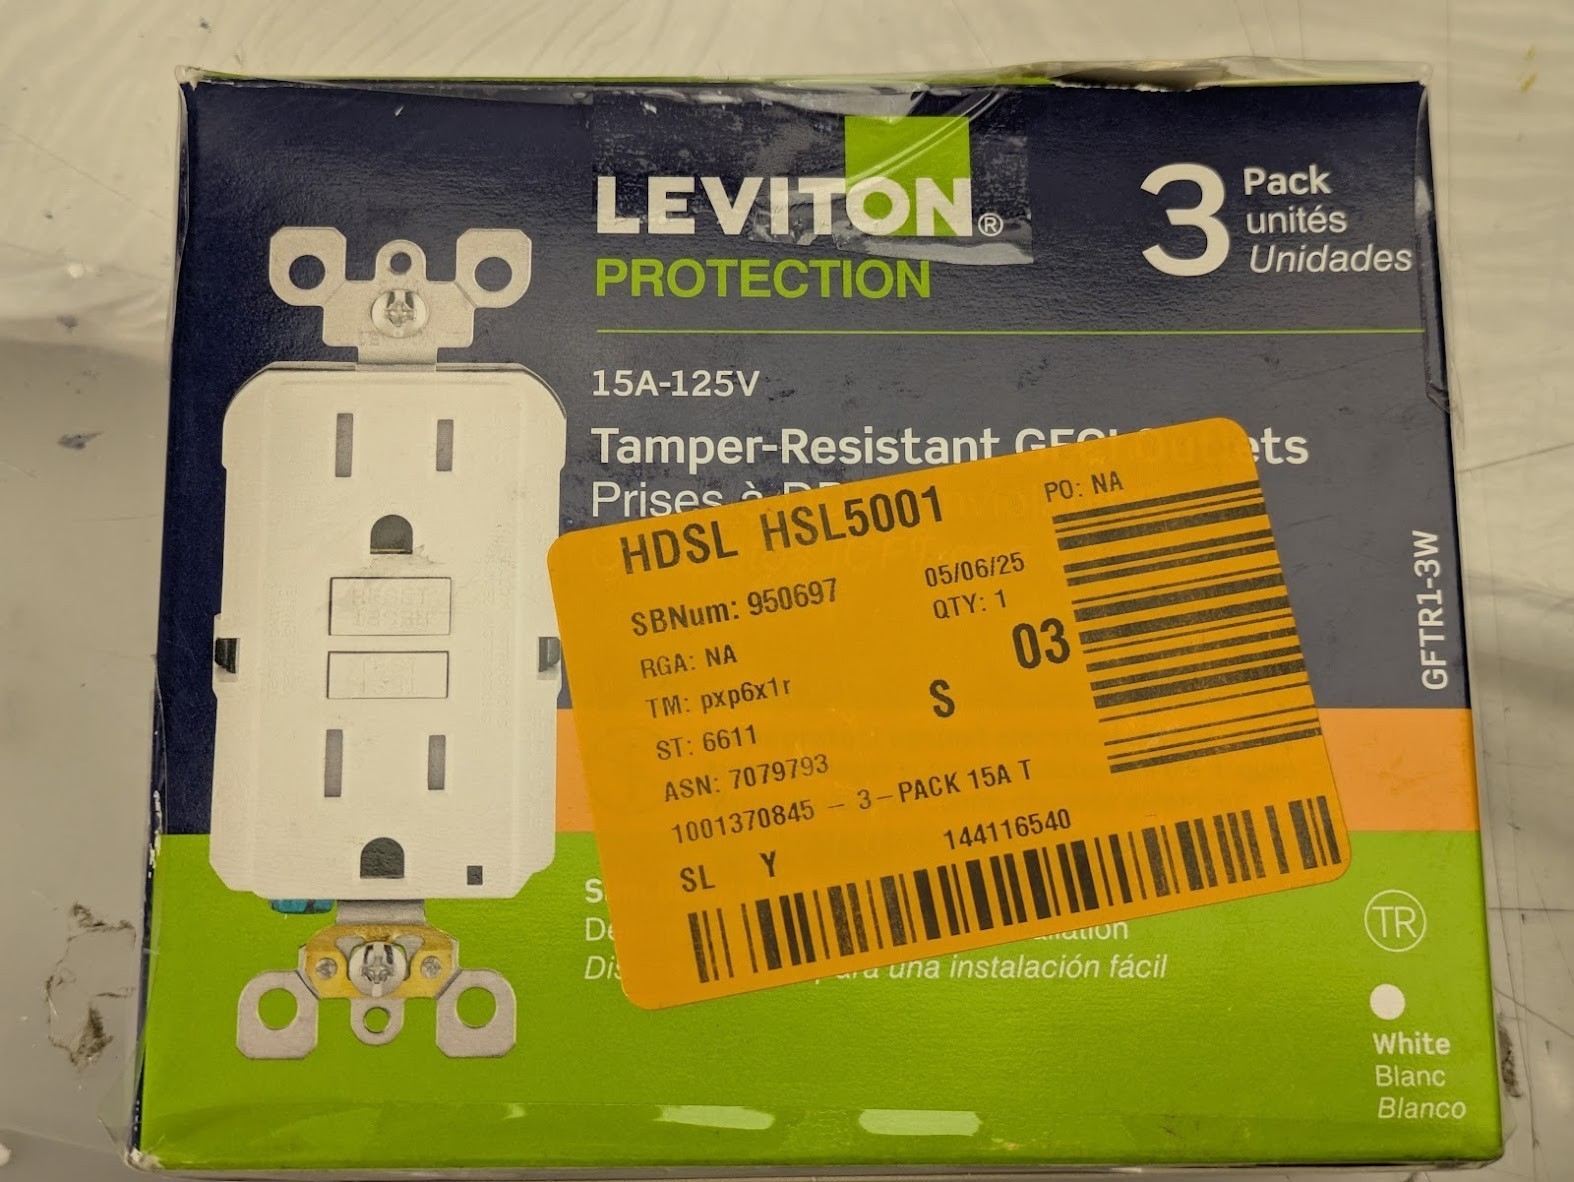 LEVITON®
PROTECTION
3 Pack
unités
Unidades
15A-125V
Tamper-Resistant GFCI Outlets
Prises à
HDSL HSL5001
PO: NA
SBNum: 950697
05/06/25
QTY: 1
RGA: NA
03
TM: pxp6x1r
S
ST: 6611
ASN: 7079793
1001370845 - 3-PACK 15A T
SL Y
144116540
una instalación fácil
GFTR1-3W
TR
White
Blanc
Blanco